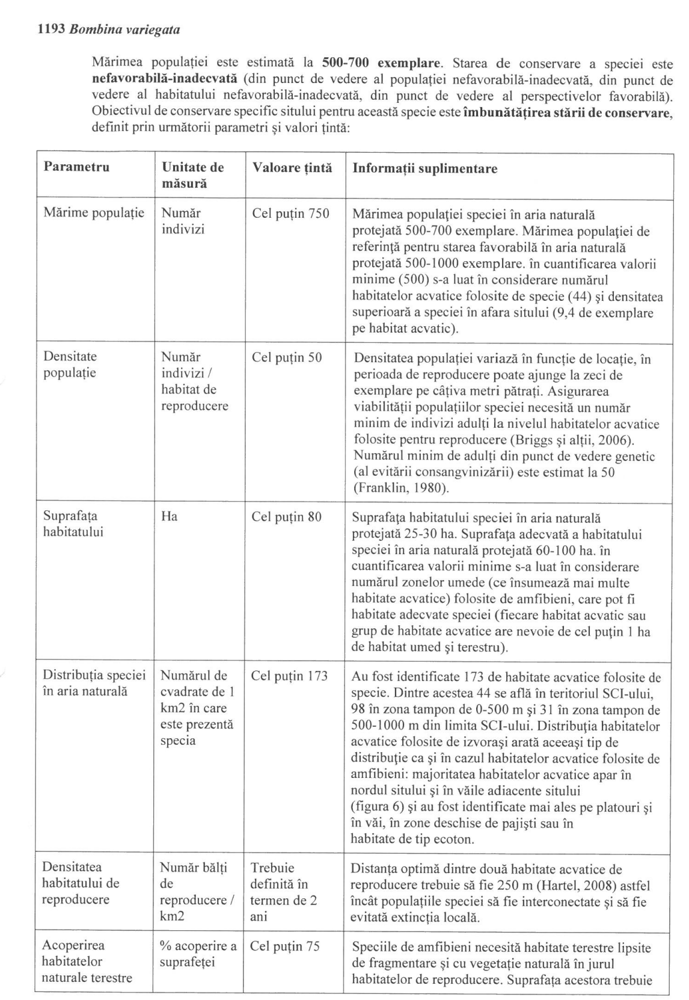 1193 Bombina variegata
Mărimea populației este estimată la 500-700 exemplare. Starea de conservare a speciei este
nefavorabilă-inadecvată (din punct de vedere al populației nefavorabilă-inadecvată, din punct de
vedere al habitatului nefavorabilă-inadecvată, din punct de vedere al perspectivelor favorabilă).
Obiectivul de conservare specific sitului pentru această specie este îmbunătățirea stării de conservare,
definit prin următorii parametri și valori țintă:
Parametru
Unitate de
măsură
Valoare țintă
Informații suplimentare
Mărime populație
Număr
indivizi
Cel puțin 750
Mărimea populaţiei speciei în aria naturală
protejată 500-700 exemplare. Mărimea populaţiei de
referinţă pentru starea favorabilă în aria naturală
protejată 500-1000 exemplare. în cuantificarea valorii
minime (500) s-a luat în considerare numărul
habitatelor acvatice folosite de specie (44) şi densitatea
superioară a speciei în afara sitului (9,4 de exemplare
pe habitat acvatic).
Densitate
populație
Număr
indivizi /
habitat de
reproducere
Cel puțin 50
Densitatea populației variază în funcție de locație, în
perioada de reproducere poate ajunge la zeci de
exemplare pe câțiva metri pătrați. Asigurarea
viabilității populațiilor speciei necesită un număr
minim de indivizi adulți la nivelul habitatelor acvatice
folosite pentru reproducere (Briggs și alții, 2006).
Numărul minim de adulți din punct de vedere genetic
(al evitării consangvinizării) este estimat la 50
(Franklin, 1980).
Suprafața
habitatului
Ha
Cel puțin 80
Suprafaţa habitatului speciei în aria naturală
protejată 25-30 ha. Suprafaţa adecvată a habitatului
speciei în aria naturală protejată 60-100 ha. în
cuantificarea valorii minime s-a luat în considerare
numărul zonelor umede (ce însumează mai multe
habitate acvatice) folosite de amfibieni, care pot fi
habitate adecvate speciei (fiecare habitat acvatic sau
grup de habitate acvatice are nevoie de cel puţin 1 ha
de habitat umed şi terestru).
Distribuția speciei
în aria naturală
Numărul de
cvadrate de 1
km2 în care
este prezentă
specia
Cel puțin 173
Au fost identificate 173 de habitate acvatice folosite de
specie. Dintre acestea 44 se află în teritoriul SCI-ului,
98 în zona tampon de 0-500 m şi 31 în zona tampon de
500-1000 m din limita SCI-ului. Distribuţia habitatelor
acvatice folosite de izvoraşi arată aceeaşi tip de
distribuţie ca şi în cazul habitatelor acvatice folosite de
amfibieni: majoritatea habitatelor acvatice apar în
nordul sitului şi în văile adiacente sitului
(figura 6) şi au fost identificate mai ales pe platouri şi
în văi, în zone deschise de pajişti sau în
habitate de tip ecoton.
Densitatea
habitatului de
reproducere
Număr bălți
de
reproducere /
km2
Trebuie
definită în
termen de 2
ani
Distanța optimă dintre două habitate acvatice de
reproducere trebuie să fie 250 m (Hartel, 2008) astfel
încât populațiile speciei să fie interconectate și să fie
evitată extincția locală.
Acoperirea
habitatelor
naturale terestre
% acoperire a
suprafeței
Cel puțin 75
Speciile de amfibieni necesită habitate terestre lipsite
de fragmentare și cu vegetație naturală în jurul
habitatelor de reproducere. Suprafața acestora trebuie